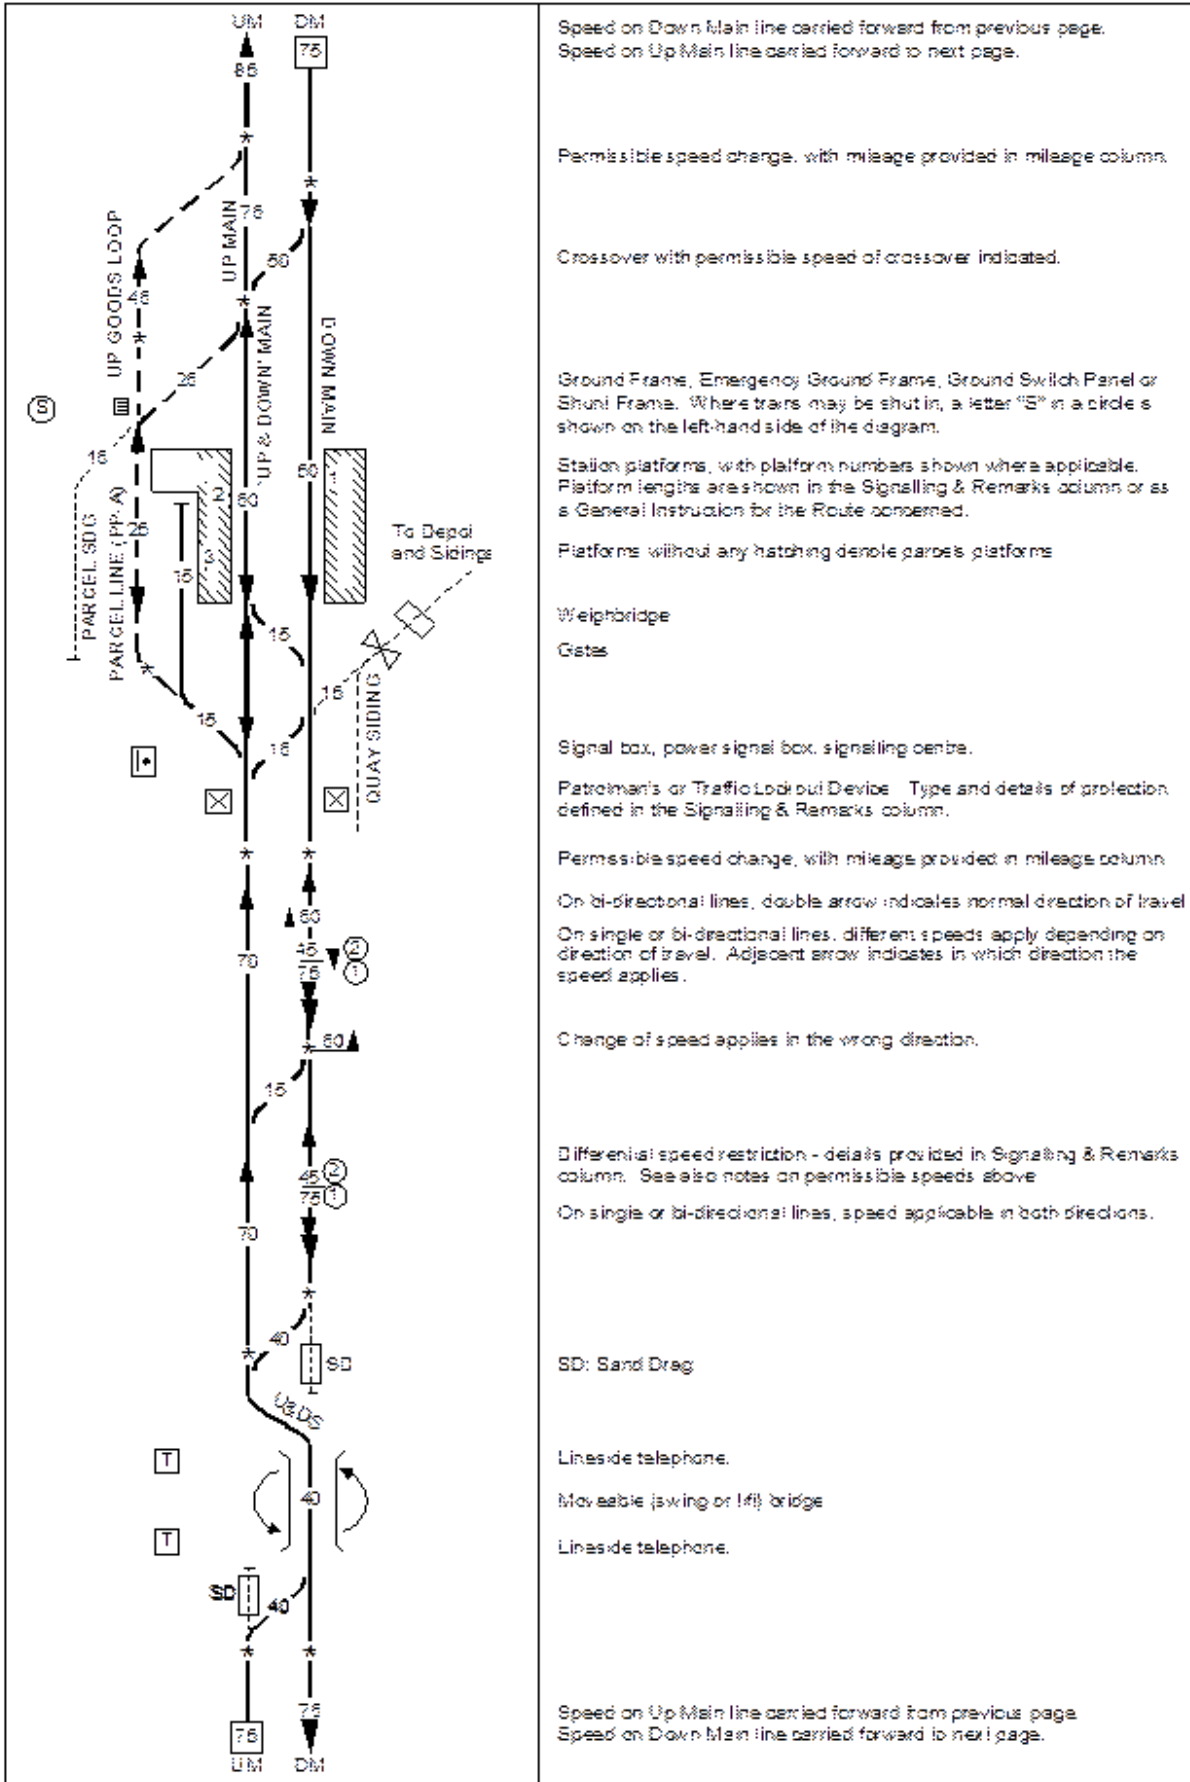 UM DM
75
85
Speed on Down Main line carried forward from previous page.
Speed on Up Main line carried forward to next page.
Permissible speed change, with mileage provided in mileage column.
75
UP MAIN
UP GOODS LOOP
50
Crossover with permissible speed of crossover indicated.
45
'UP & DOWN' MAIN
DOWN MAIN
25
S
Ground Frame, Emergency Ground Frame, Ground Switch Panel or
Shunt Frame. Where trains may be shut in, a letter "S" in a circle is
shown on the left-hand side of the diagram.
15
Station platforms, with platform numbers shown where applicable.
Platform lengths are shown in the Signalling & Remarks column or as
a General Instruction for the Route concerned.
50
2
1
60
25
PARCEL SDG
PARCEL LINE (PP-A)
To Depot
and Sidings
3
15
Platforms without any hatching denote parcels platforms
Weighbridge
15
Gates
15
QUAY SIDING
15
15
Signal box, power signal box, signalling centre.
Patrolman's or Traffic Lockout Device Type and details of protection
defined in the Signalling & Remarks column.
Permissible speed change, with mileage provided in mileage column
On bi-directional lines, double arrow indicates normal direction of travel
60
70
45 2
75 1
On single or bi-directional lines, different speeds apply depending on
direction of travel. Adjacent arrow indicates in which direction the
speed applies.
60
Change of speed applies in the wrong direction.
15
45 2
75 1
Differential speed restriction - details provided in Signalling & Remarks
column. See also notes on permissible speeds above
On single or bi-directional lines, speed applicable in both directions.
70
40
SD
SD: Sand Drag
U&DS
T
Lineside telephone.
40
Moveable (swing or lift) bridge
T
Lineside telephone.
SD
40
75
Speed on Up Main line carried forward from previous page
Speed on Down Main line carried forward to next page.
75
UM DM